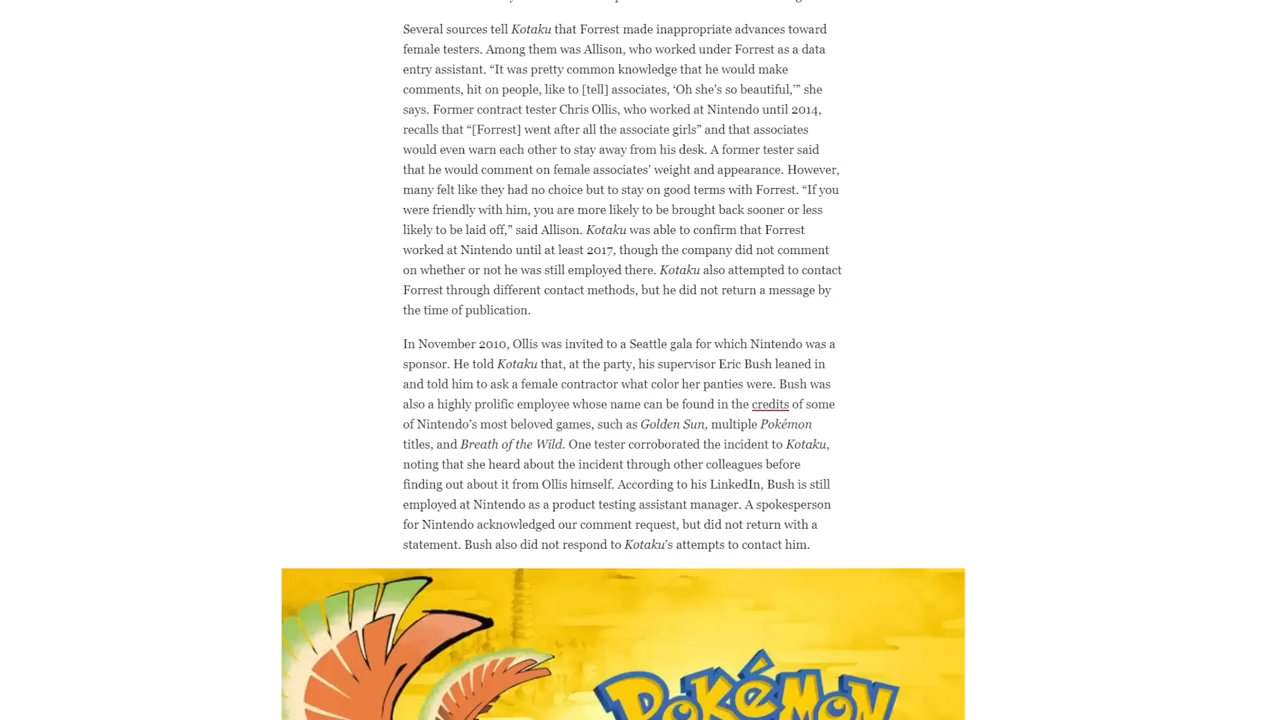 Several sources tell Kotaku that Forrest made inappropriate advances toward
female testers. Among them was Allison, who worked under Forrest as a data
entry assistant. “It was pretty common knowledge that he would make
comments, hit on people, like to [tell] associates, ‘Oh she’s so beautiful,’” she
says. Former contract tester Chris Ollis, who worked at Nintendo until 2014,
recalls that “[Forrest] went after all the associate girls” and that associates
would even warn each other to stay away from his desk. A former tester said
that he would comment on female associates’ weight and appearance. However,
many felt like they had no choice but to stay on good terms with Forrest. “If you
were friendly with him, you are more likely to be brought back sooner or less
likely to be laid off,” said Allison. Kotaku was able to confirm that Forrest
worked at Nintendo until at least 2017, though the company did not comment
on whether or not he was still employed there. Kotaku also attempted to contact
Forrest through different contact methods, but he did not return a message by
the time of publication.
In November 2010, Ollis was invited to a Seattle gala for which Nintendo was a
sponsor. He told Kotaku that, at the party, his supervisor Eric Bush leaned in
and told him to ask a female contractor what color her panties were. Bush was
also a highly prolific employee whose name can be found in the credits of some
of Nintendo’s most beloved games, such as Golden Sun, multiple Pokémon
titles, and Breath of the Wild. One tester corroborated the incident to Kotaku,
noting that she heard about the incident through other colleagues before
finding out about it from Ollis himself. According to his LinkedIn, Bush is still
employed at Nintendo as a product testing assistant manager. A spokesperson
for Nintendo acknowledged our comment request, but did not return with a
statement. Bush also did not respond to Kotaku’s attempts to contact him.
POKÉMON